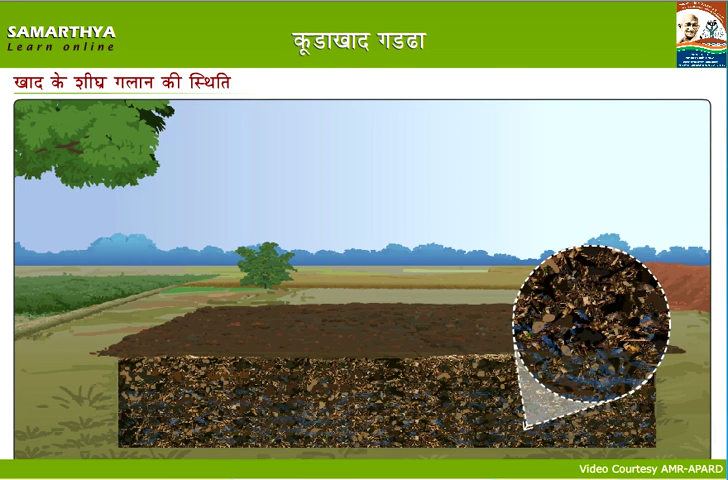 SAMARTHYA
Learn online
कूडाखाद गडढा
खाद के शीघ्र गलान की स्थिति
Video Courtesy AMR-APARD